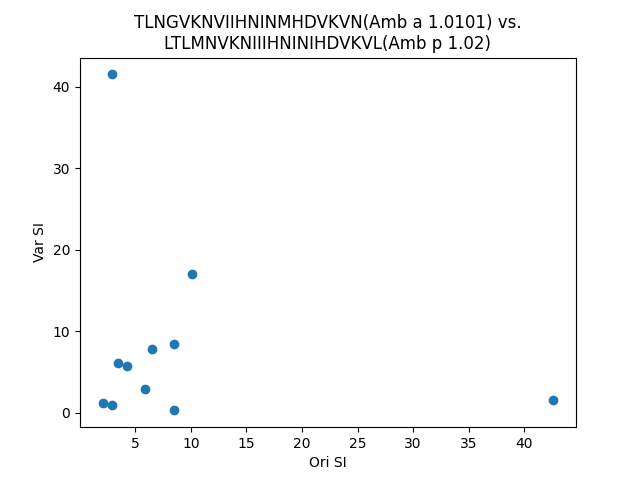 TLNGVKNVIIHNINMHDVKVN(Amb a 1.0101) vs.
LTLMNVKNIIIHNINIHDVKVL(Amb p 1.02)
40
30
20
10
0
Var SI
5 10 15 20 25 30 35 40
Ori SI